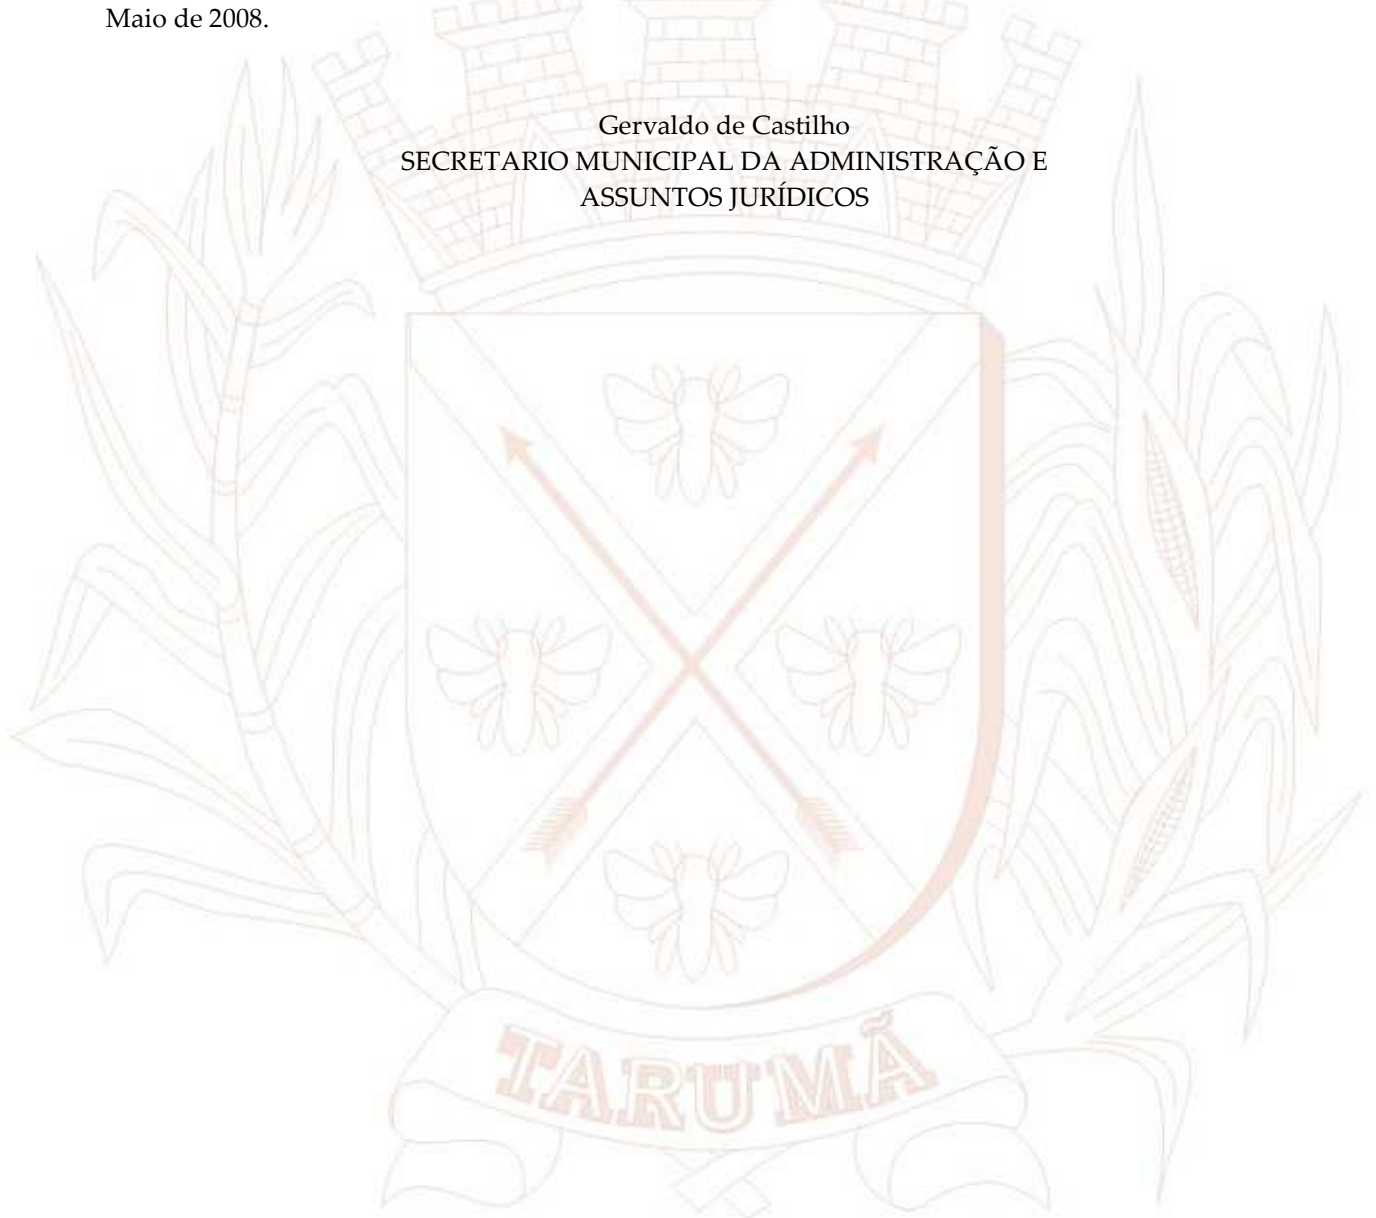 Maio de 2008.
Gervaldo de Castilho
SECRETARIO MUNICIPAL DA ADMINISTRAÇÃO E
ASSUNTOS JURÍDICOS
TARUMÃ